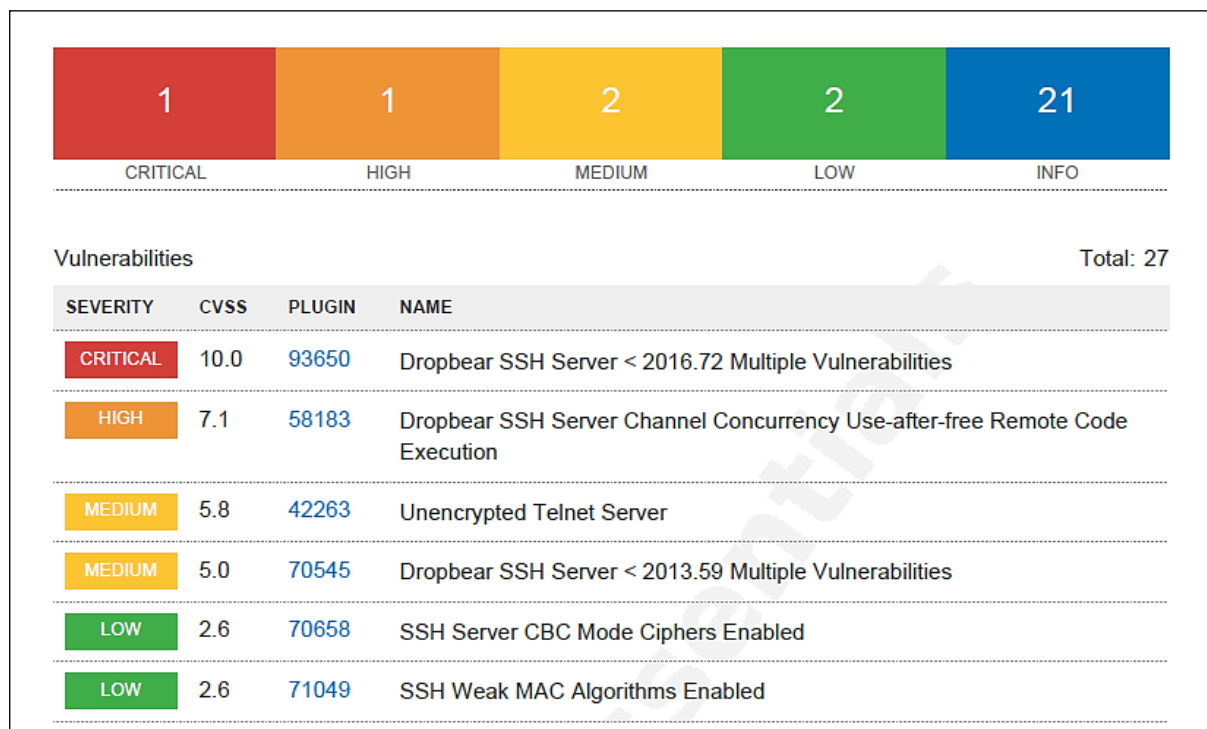 1 1 2 2 21
CRITICAL HIGH MEDIUM LOW INFO
Vulnerabilities Total: 27
SEVERITY CVSS PLUGIN NAME
CRITICAL 10.0 93650 Dropbear SSH Server < 2016.72 Multiple Vulnerabilities
HIGH 7.1 58183 Dropbear SSH Server Channel Concurrency Use-after-free Remote Code
Execution
MEDIUM 5.8 42263 Unencrypted Telnet Server
MEDIUM 5.0 70545 Dropbear SSH Server < 2013.59 Multiple Vulnerabilities
LOW 2.6 70658 SSH Server CBC Mode Ciphers Enabled
LOW 2.6 71049 SSH Weak MAC Algorithms Enabled